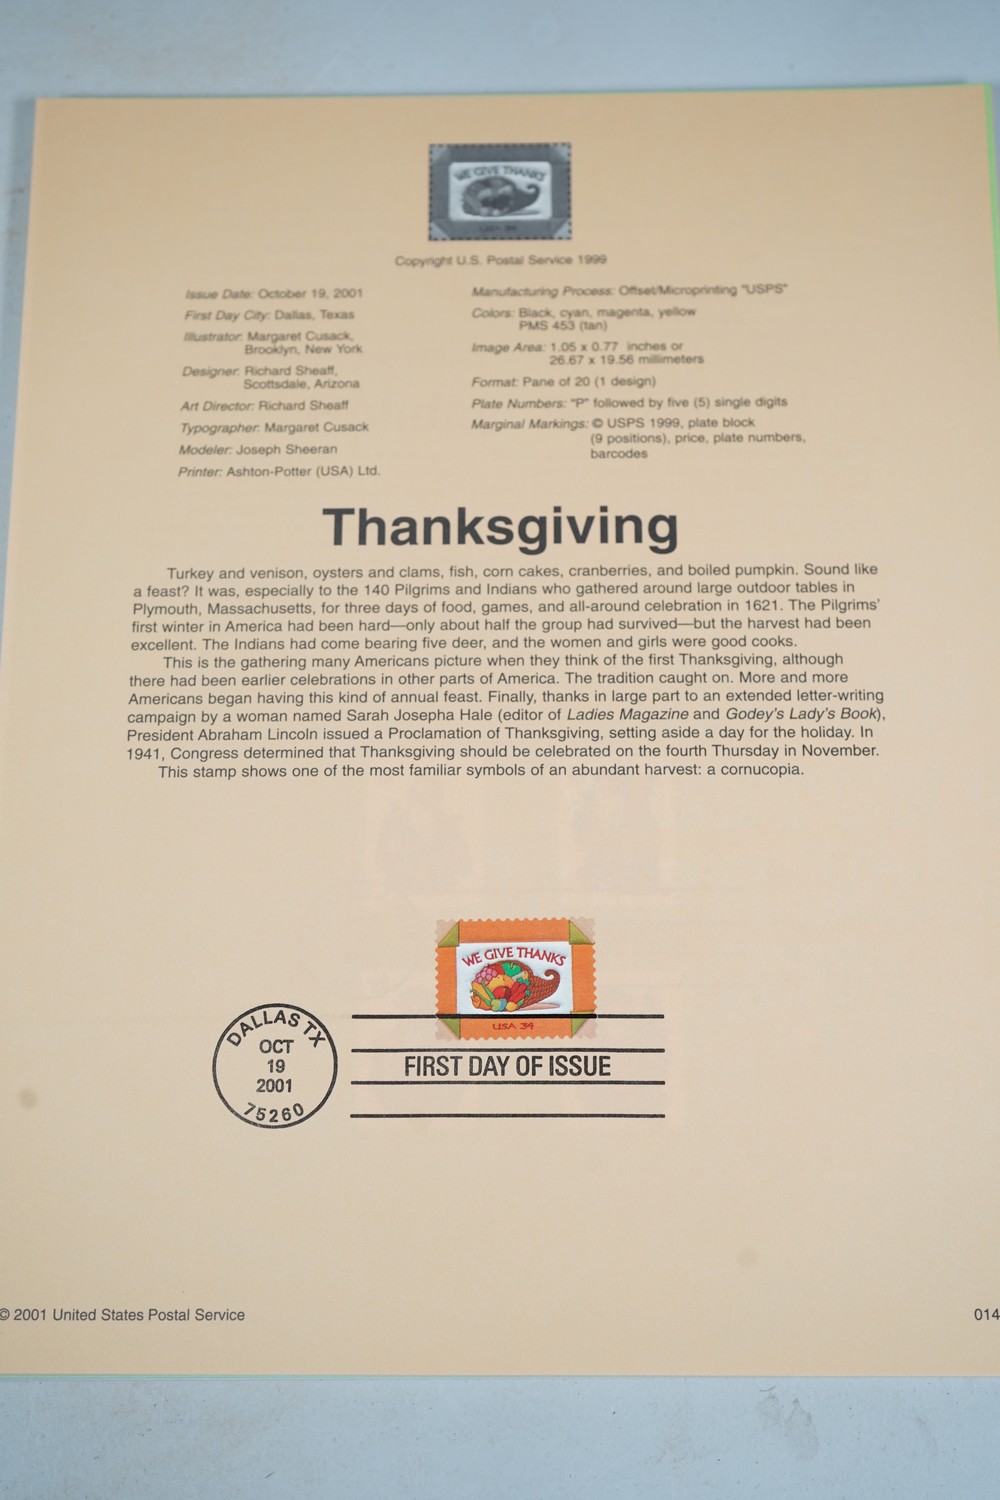 WE GIVE THANKS
USA 34
Copyright U.S. Postal Service 1999
Issue Date: October 19, 2001
First Day City: Dallas, Texas
Illustrator: Margaret Cusack,
Brooklyn, New York
Designer: Richard Sheaff,
Scottsdale, Arizona
Art Director: Richard Sheaff
Typographer: Margaret Cusack
Modeler: Joseph Sheeran
Printer: Ashton-Potter (USA) Ltd.
Manufacturing Process: Offset/Microprinting "USPS"
Colors: Black, cyan, magenta, yellow
PMS 453 (tan)
Image Area: 1.05 x 0.77 inches or
26.67 x 19.56 millimeters
Format: Pane of 20 (1 design)
Plate Numbers: "P" followed by five (5) single digits
Marginal Markings: © USPS 1999, plate block
(9 positions), price, plate numbers,
barcodes
Thanksgiving
Turkey and venison, oysters and clams, fish, corn cakes, cranberries, and boiled pumpkin. Sound like
a feast? It was, especially to the 140 Pilgrims and Indians who gathered around large outdoor tables in
Plymouth, Massachusetts, for three days of food, games, and all-around celebration in 1621. The Pilgrims'
first winter in America had been hard—only about half the group had survived—but the harvest had been
excellent. The Indians had come bearing five deer, and the women and girls were good cooks.
This is the gathering many Americans picture when they think of the first Thanksgiving, although
there had been earlier celebrations in other parts of America. The tradition caught on. More and more
Americans began having this kind of annual feast. Finally, thanks in large part to an extended letter-writing
campaign by a woman named Sarah Josepha Hale (editor of Ladies Magazine and Godey's Lady's Book),
President Abraham Lincoln issued a Proclamation of Thanksgiving, setting aside a day for the holiday. In
1941, Congress determined that Thanksgiving should be celebrated on the fourth Thursday in November.
This stamp shows one of the most familiar symbols of an abundant harvest: a cornucopia.
WE GIVE THANKS
USA 34
DALLAS TX
OCT
19
2001
75260
FIRST DAY OF ISSUE
© 2001 United States Postal Service
014